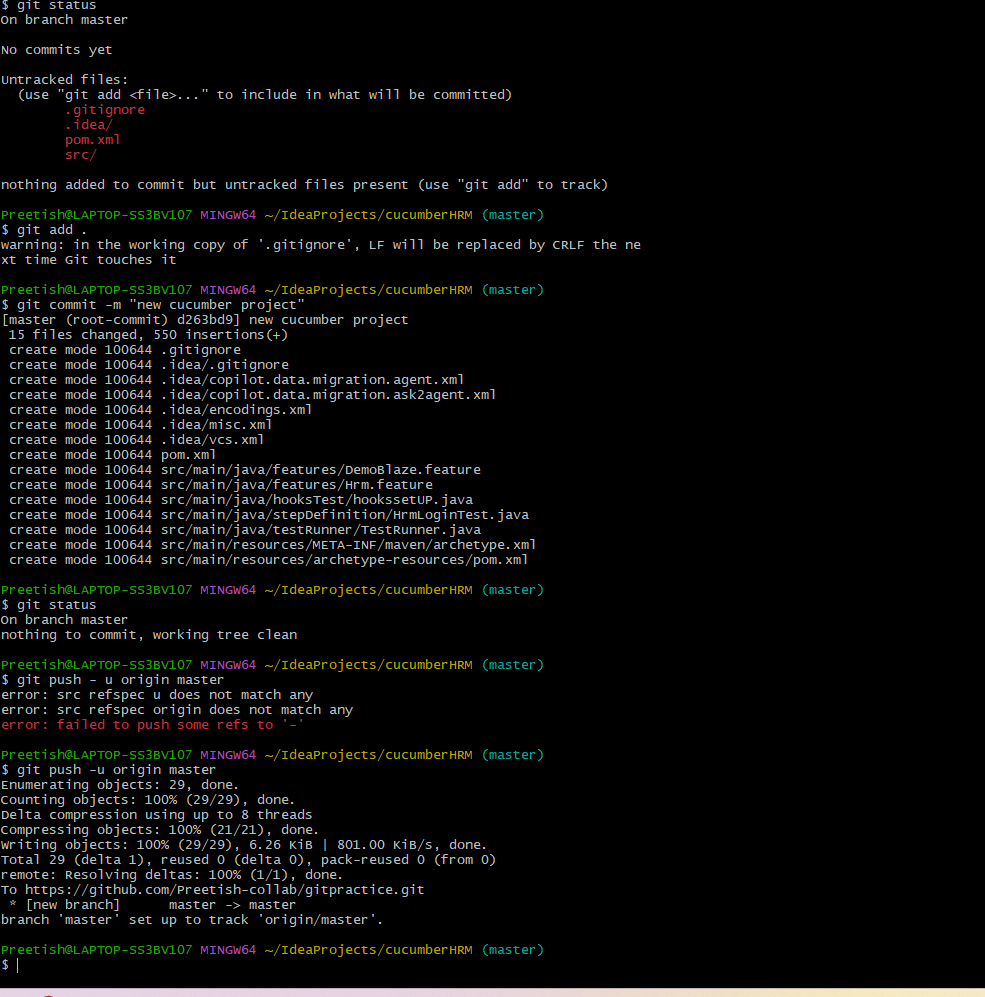 $ git status
On branch master

No commits yet

Untracked files:
  (use "git add <file>..." to include in what will be committed)
        .gitignore
        .idea/
        pom.xml
        src/

nothing added to commit but untracked files present (use "git add" to track)

Preetish@LAPTOP-SS3BV107 MINGW64 ~/IdeaProjects/cucumberHRM (master)
$ git add .
warning: in the working copy of '.gitignore', LF will be replaced by CRLF the ne
xt time Git touches it

Preetish@LAPTOP-SS3BV107 MINGW64 ~/IdeaProjects/cucumberHRM (master)
$ git commit -m "new cucumber project"
[master (root-commit) d263bd9] new cucumber project
 15 files changed, 550 insertions(+)
 create mode 100644 .gitignore
 create mode 100644 .idea/.gitignore
 create mode 100644 .idea/copilot.data.migration.agent.xml
 create mode 100644 .idea/copilot.data.migration.ask2agent.xml
 create mode 100644 .idea/encodings.xml
 create mode 100644 .idea/misc.xml
 create mode 100644 .idea/vcs.xml
 create mode 100644 pom.xml
 create mode 100644 src/main/java/features/DemoBlaze.feature
 create mode 100644 src/main/java/features/Hrm.feature
 create mode 100644 src/main/java/hooksTest/hookssetUP.java
 create mode 100644 src/main/java/stepDefinition/HrmLoginTest.java
 create mode 100644 src/main/java/testRunner/TestRunner.java
 create mode 100644 src/main/resources/META-INF/maven/archetype.xml
 create mode 100644 src/main/resources/archetype-resources/pom.xml

Preetish@LAPTOP-SS3BV107 MINGW64 ~/IdeaProjects/cucumberHRM (master)
$ git status
On branch master
nothing to commit, working tree clean

Preetish@LAPTOP-SS3BV107 MINGW64 ~/IdeaProjects/cucumberHRM (master)
$ git push - u origin master
error: src refspec u does not match any
error: src refspec origin does not match any
error: failed to push some refs to '-'

Preetish@LAPTOP-SS3BV107 MINGW64 ~/IdeaProjects/cucumberHRM (master)
$ git push -u origin master
Enumerating objects: 29, done.
Counting objects: 100% (29/29), done.
Delta compression using up to 8 threads
Compressing objects: 100% (21/21), done.
Writing objects: 100% (29/29), 6.26 KiB | 801.00 KiB/s, done.
Total 29 (delta 1), reused 0 (delta 0), pack-reused 0 (from 0)
remote: Resolving deltas: 100% (1/1), done.
To https://github.com/Preetish-collab/gitpractice.git
 * [new branch]      master -> master
branch 'master' set up to track 'origin/master'.

Preetish@LAPTOP-SS3BV107 MINGW64 ~/IdeaProjects/cucumberHRM (master)
$